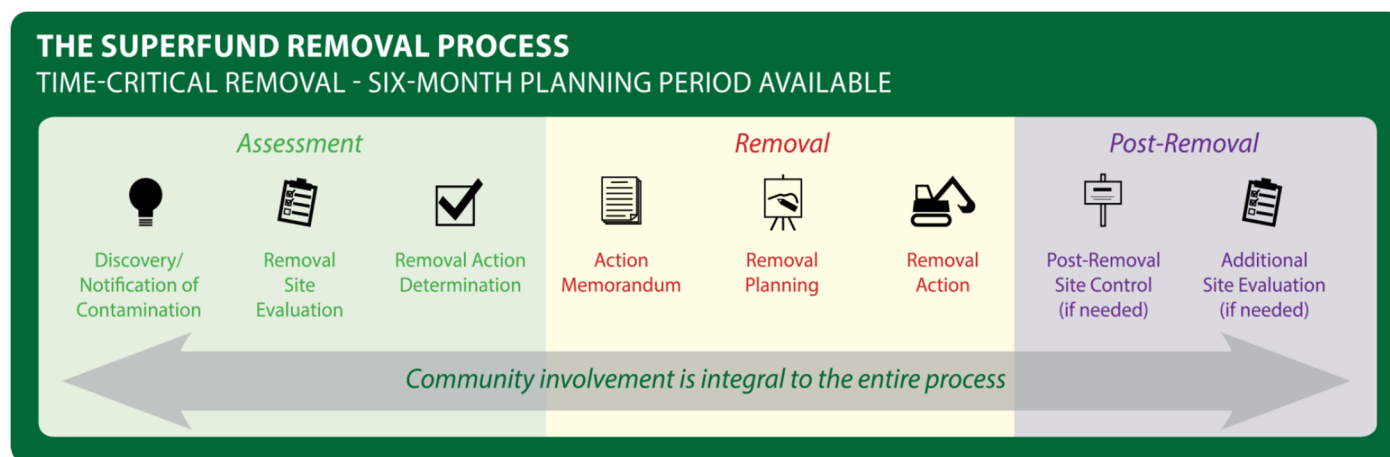 THE SUPERFUND REMOVAL PROCESS
TIME-CRITICAL REMOVAL - SIX-MONTH PLANNING PERIOD AVAILABLE
Assessment
Discovery/
Notification of
Contamination
Removal
Site
Evaluation
Removal Action
Determination
Removal
Action
Memorandum
Removal
Planning
Removal
Action
Post-Removal
Post-Removal
Site Control
(if needed)
Additional
Site Evaluation
(if needed)
Community involvement is integral to the entire process